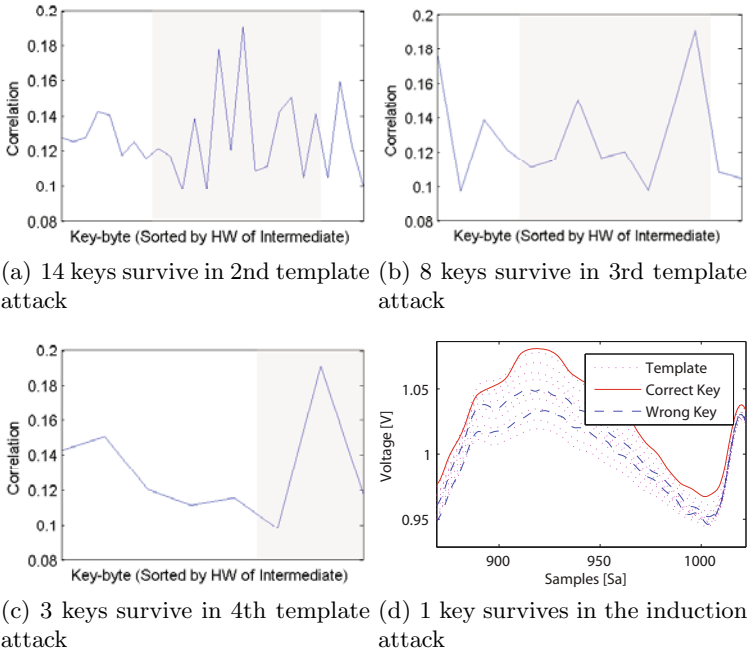 0.2
0.18
0.16
0.14
0.12
0.1
0.08
Correlation
Key-byte (Sorted by HW of Intermediate)
(a) 14 keys survive in 2nd template
attack
0.2
0.18
0.16
0.14
0.12
0.1
0.08
Correlation
Key-byte (Sorted by HW of Intermediate)
(b) 8 keys survive in 3rd template
attack
0.2
0.18
0.16
0.14
0.12
0.1
0.08
Correlation
Key-byte (Sorted by HW of Intermediate)
(c) 3 keys survive in 4th template
attack
Template
Correct Key
Wrong Key
1.05
1
0.95
Voltage [V]
900 950 1000
Samples [Sa]
(d) 1 key survives in the induction
attack